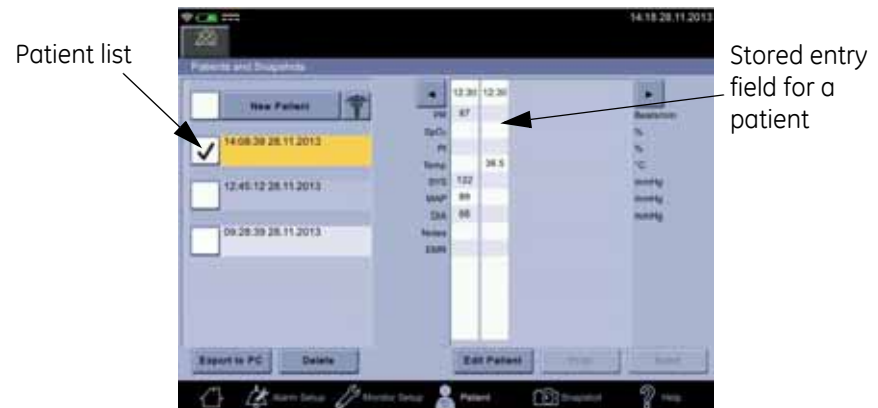 14:18 28.11.2013
Patient list
Patients and Snapshots
Stored entry
field for a
patient
New Patient
12:30 12:30
PR 87 Beats/min
SpO₂ %
PI %
Temp 36.5 °C
SYS 122 mmHg
MAP 89 mmHg
DIA 66 mmHg
Notes
EMR
14:08:39 28.11.2013
12:45:12 28.11.2013
09:28:39 28.11.2013
Export to PC Delete Edit Patient Print
Alarm Setup Monitor Setup Patient Snapshot Help